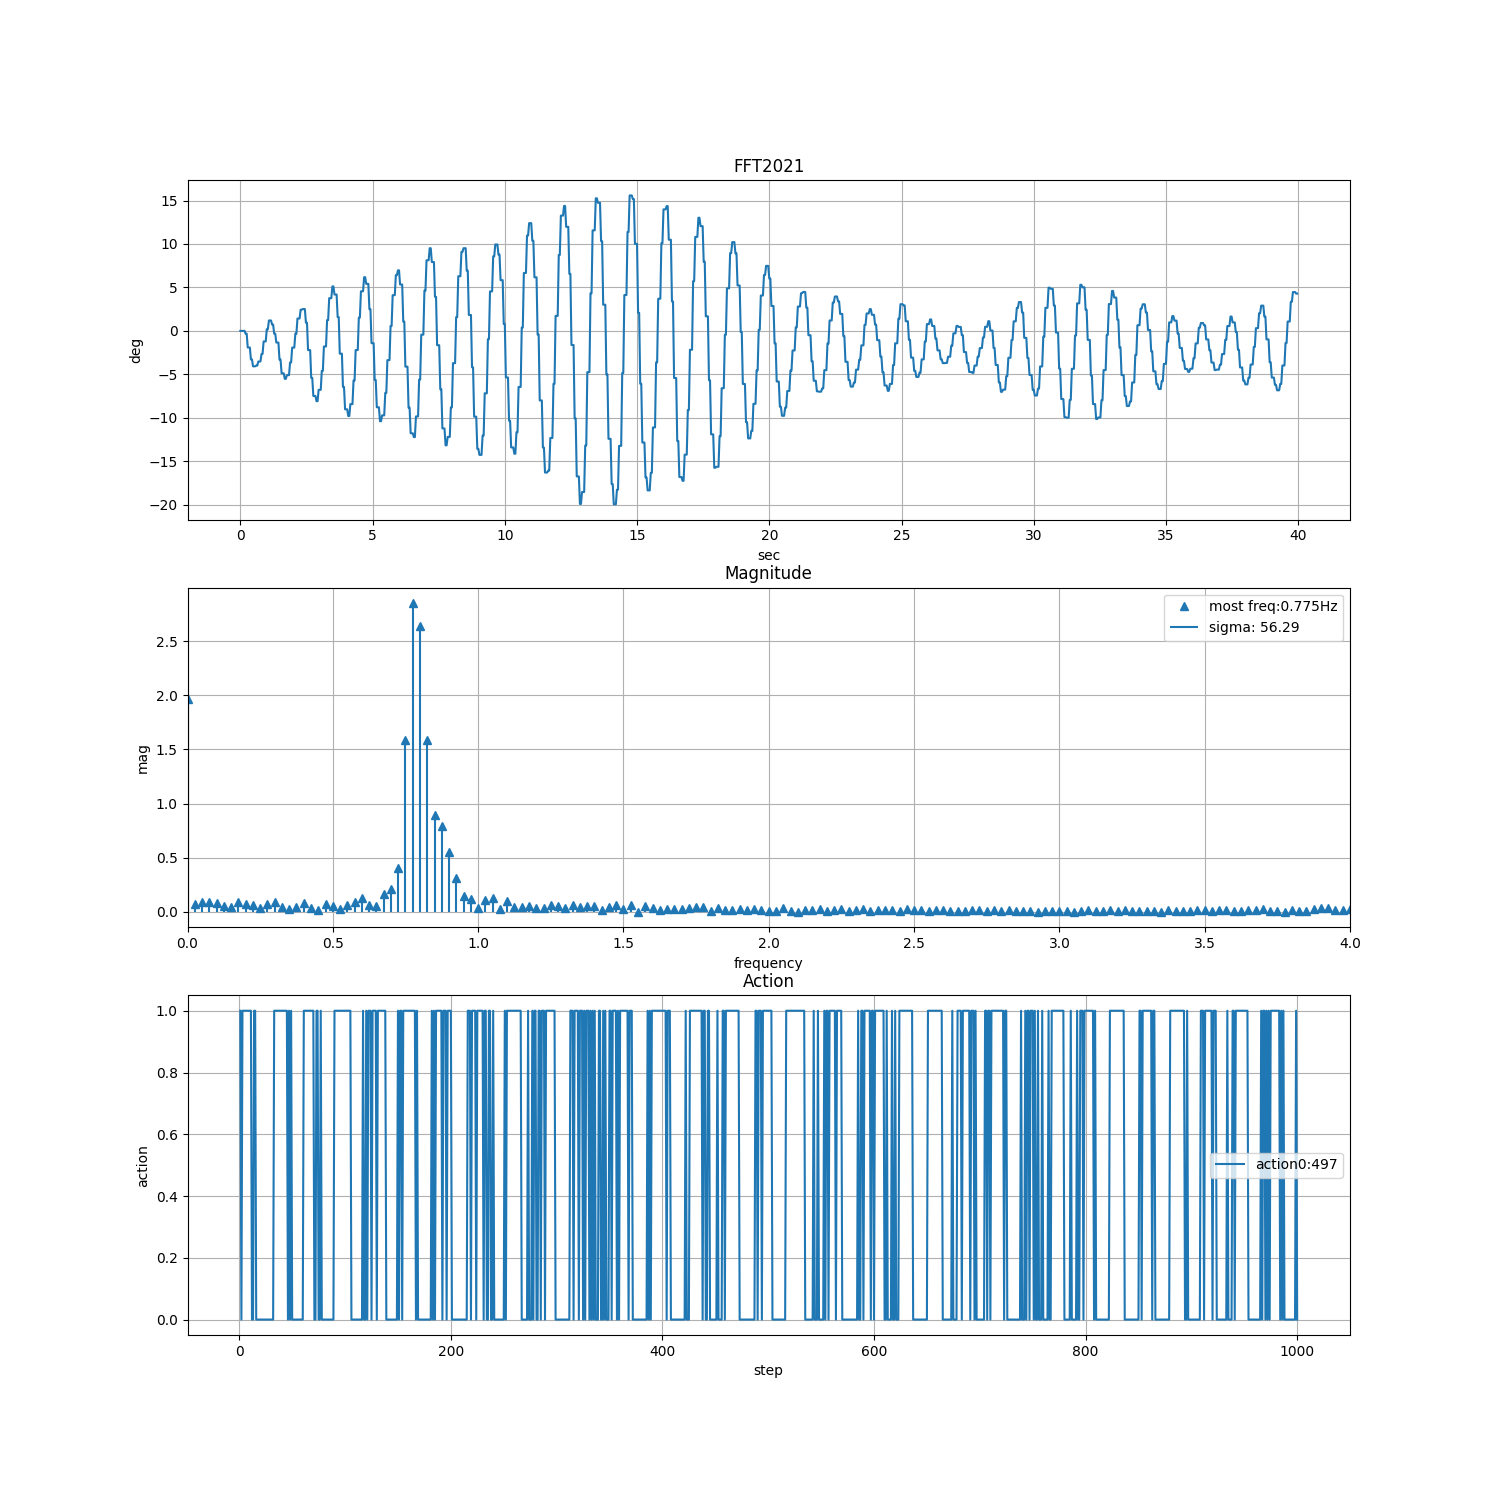 FFT2021
15
10
5
0
−5
−10
−15
−20
deg
0 5 10 15 20 25 30 35 40
sec
Magnitude
most freq:0.775Hz
sigma: 56.29
2.5
2.0
1.5
1.0
0.5
0.0
mag
0.0 0.5 1.0 1.5 2.0 2.5 3.0 3.5 4.0
frequency
Action
1.0
0.8
0.6
0.4
0.2
0.0
action
action0:497
0 200 400 600 800 1000
step